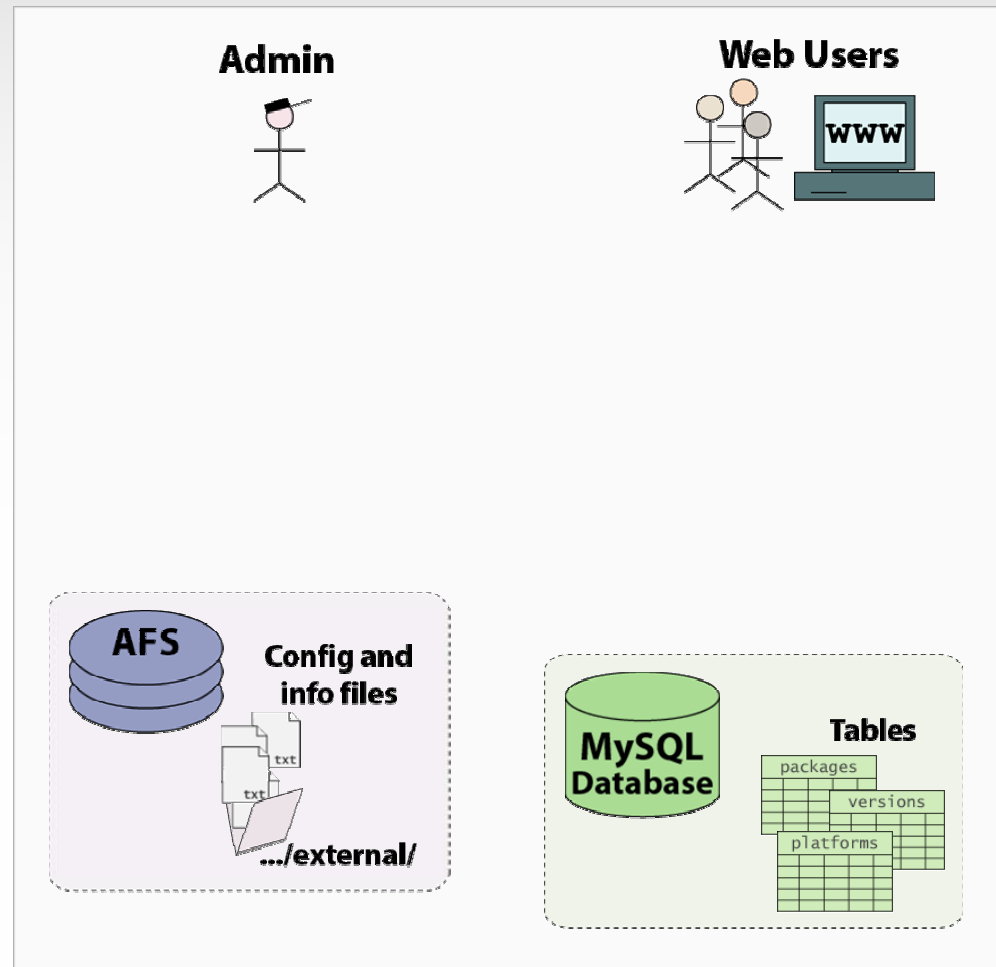 Admin
Web Users
WWW
AFS
Config and
info files
txt
txt
.../external/
MySQL
Database
Tables
packages
versions
platforms